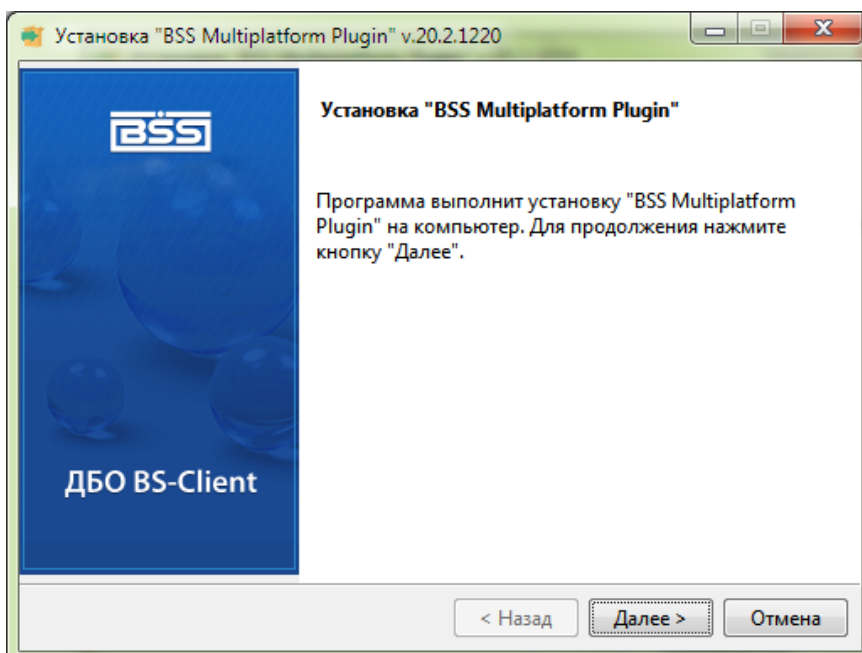 Установка "BSS Multiplatform Plugin" v.20.2.1220
BSS
Установка "BSS Multiplatform Plugin"
Программа выполнит установку "BSS Multiplatform
Plugin" на компьютер. Для продолжения нажмите
кнопку "Далее".
ДБО BS-Client
< Назад
Далее >
Отмена